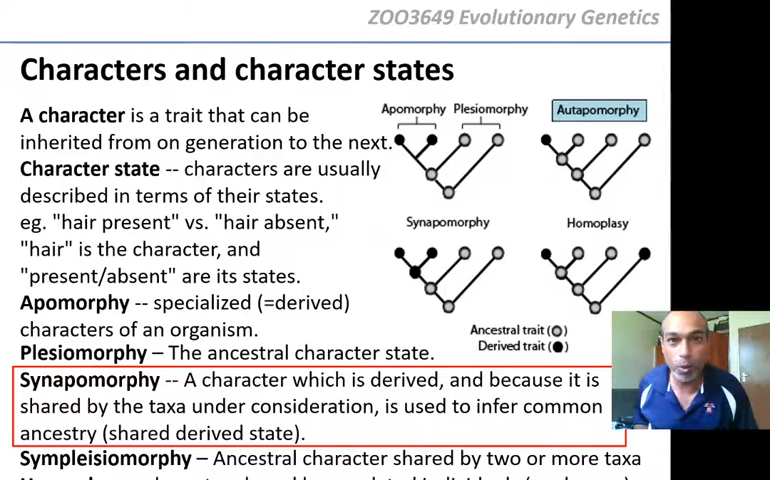 ZOO3649 Evolutionary Genetics
Characters and character states
A character is a trait that can be
inherited from on generation to the next.
Character state -- characters are usually
described in terms of their states.
eg. "hair present" vs. "hair absent,"
"hair" is the character, and
"present/absent" are its states.
Apomorphy -- specialized (=derived)
characters of an organism.
Plesiomorphy – The ancestral character state.
Synapomorphy -- A character which is derived, and because it is
shared by the taxa under consideration, is used to infer common
ancestry (shared derived state).
Sympleisiomorphy – Ancestral character shared by two or more taxa
Apomorphy Plesiomorphy
Autapomorphy
Synapomorphy
Homoplasy
Ancestral trait ( )
Derived trait ( )